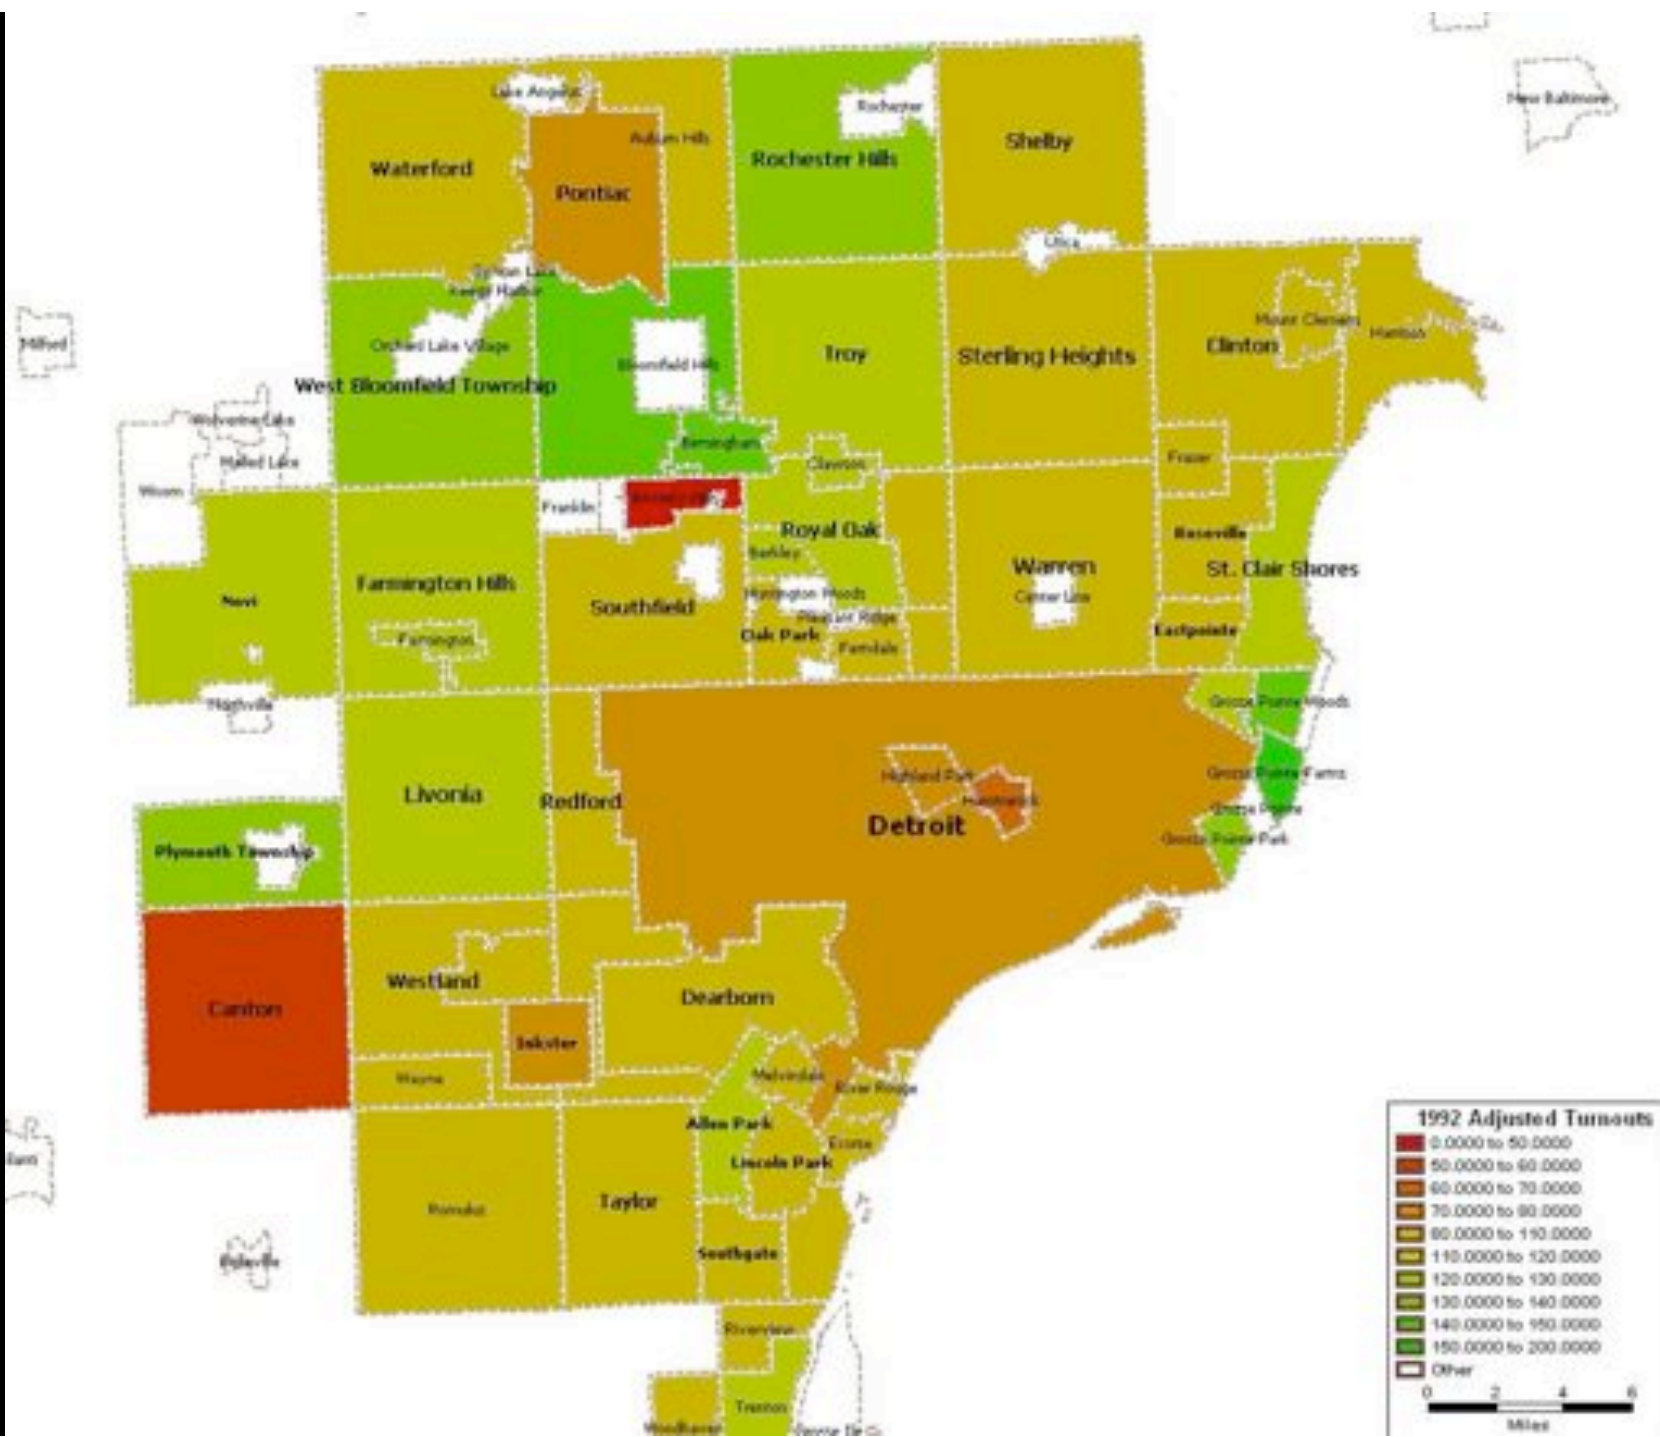 New Baltimore
Lake Angelus
Rochester
Auburn Hills
Shelby
Waterford
Rochester Hills
Pontiac
Utica
Sylvan Lake
Keego Harbor
Mount Clemens
Harrison
Milford
Orchard Lake Village
Troy
Sterling Heights
Clinton
Bloomfield Hills
West Bloomfield Township
Wolverine Lake
Birmingham
Walled Lake
Clawson
Fraser
Wixom
Franklin
Royal Oak
Roseville
Berkley
Warren
St. Clair Shores
Farmington Hills
Novi
Southfield
Huntington Woods
Center Line
Pleasant Ridge
Farmington
Oak Park
Ferndale
Eastpointe
Northville
Grosse Pointe Woods
Highland Park
Grosse Pointe Farms
Livonia
Redford
Hamtramck
Grosse Pointe
Detroit
Grosse Pointe Park
Plymouth Township
Westland
Dearborn
Canton
Inkster
Wayne
Melvindale
River Rouge
Allen Park
Ecorse
Lincoln Park
Romulus
Taylor
Southgate
Belleville
Riverview
Trenton
Woodhaven
1992 Adjusted Turnouts
0.0000 to 50.0000
50.0000 to 60.0000
60.0000 to 70.0000
70.0000 to 80.0000
80.0000 to 110.0000
110.0000 to 120.0000
120.0000 to 130.0000
130.0000 to 140.0000
140.0000 to 150.0000
150.0000 to 200.0000
Other
0 2 4 6
Miles